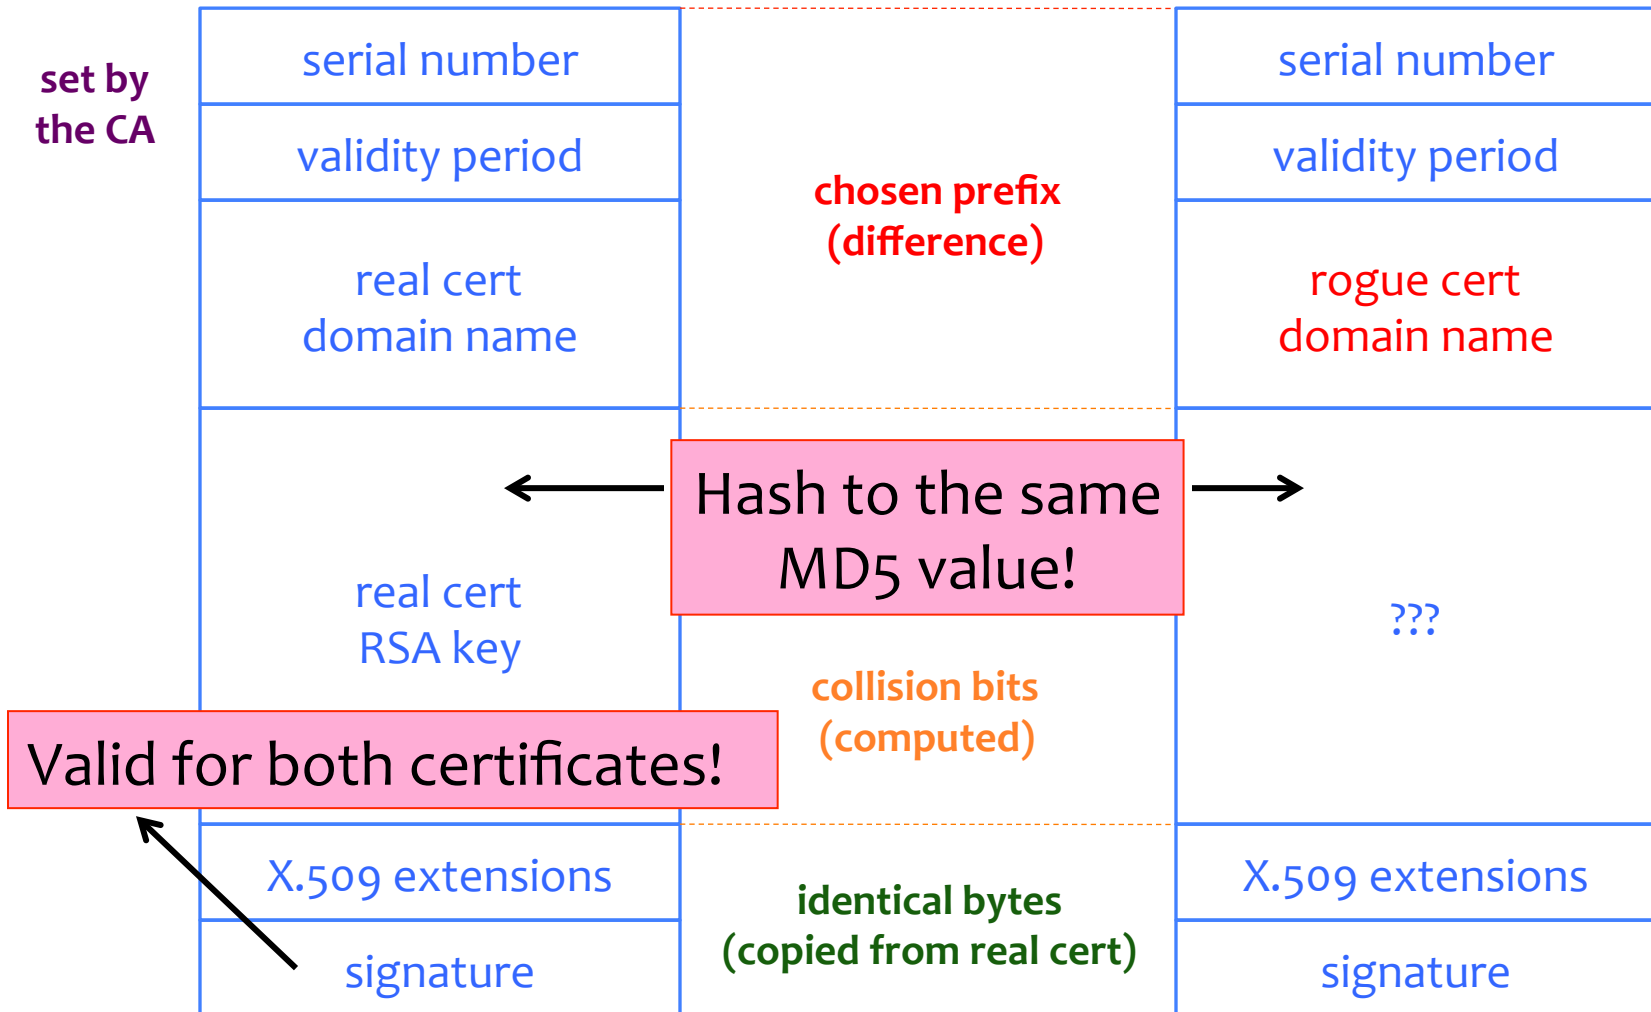 set by
the CA
serial number
validity period
real cert
domain name
real cert
RSA key
X.509 extensions
signature
chosen prefix
(difference)
Hash to the same
MD5 value!
collision bits
(computed)
Valid for both certificates!
identical bytes
(copied from real cert)
serial number
validity period
rogue cert
domain name
???
X.509 extensions
signature